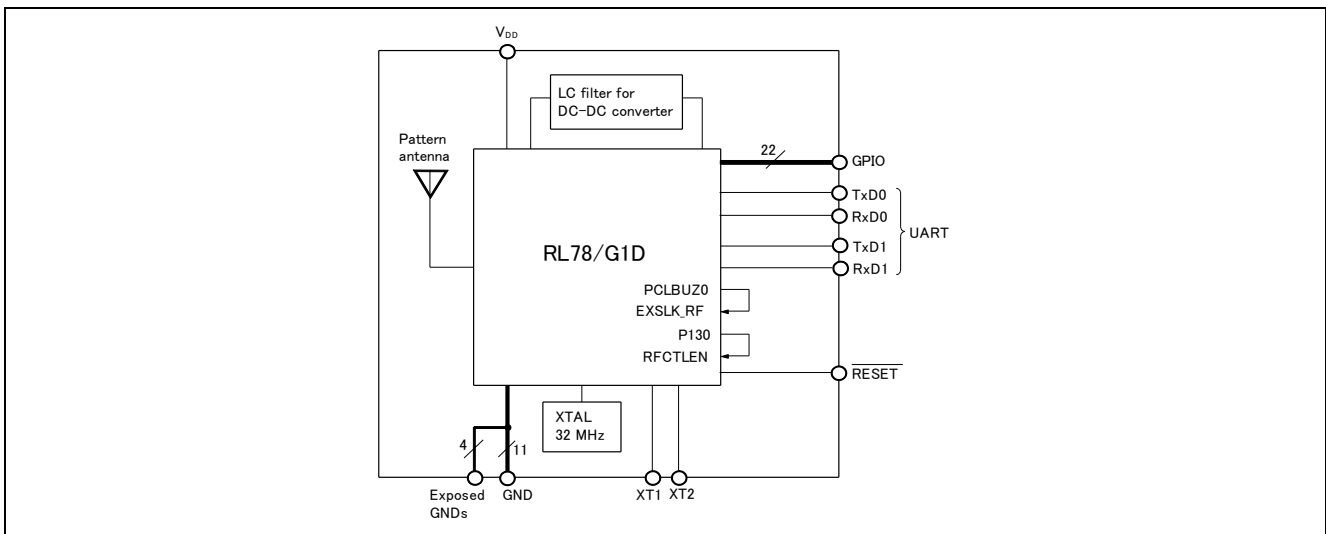 V_DD
LC filter for
DC-DC converter
Pattern
antenna
22
GPIO
TxD0
RxD0
UART
TxD1
RxD1
RL78/G1D
PCLBUZ0
EXSLK_RF
P130
RFCTLEN
RESET
XTAL
32 MHz
4
11
Exposed
GNDs
GND
XT1
XT2